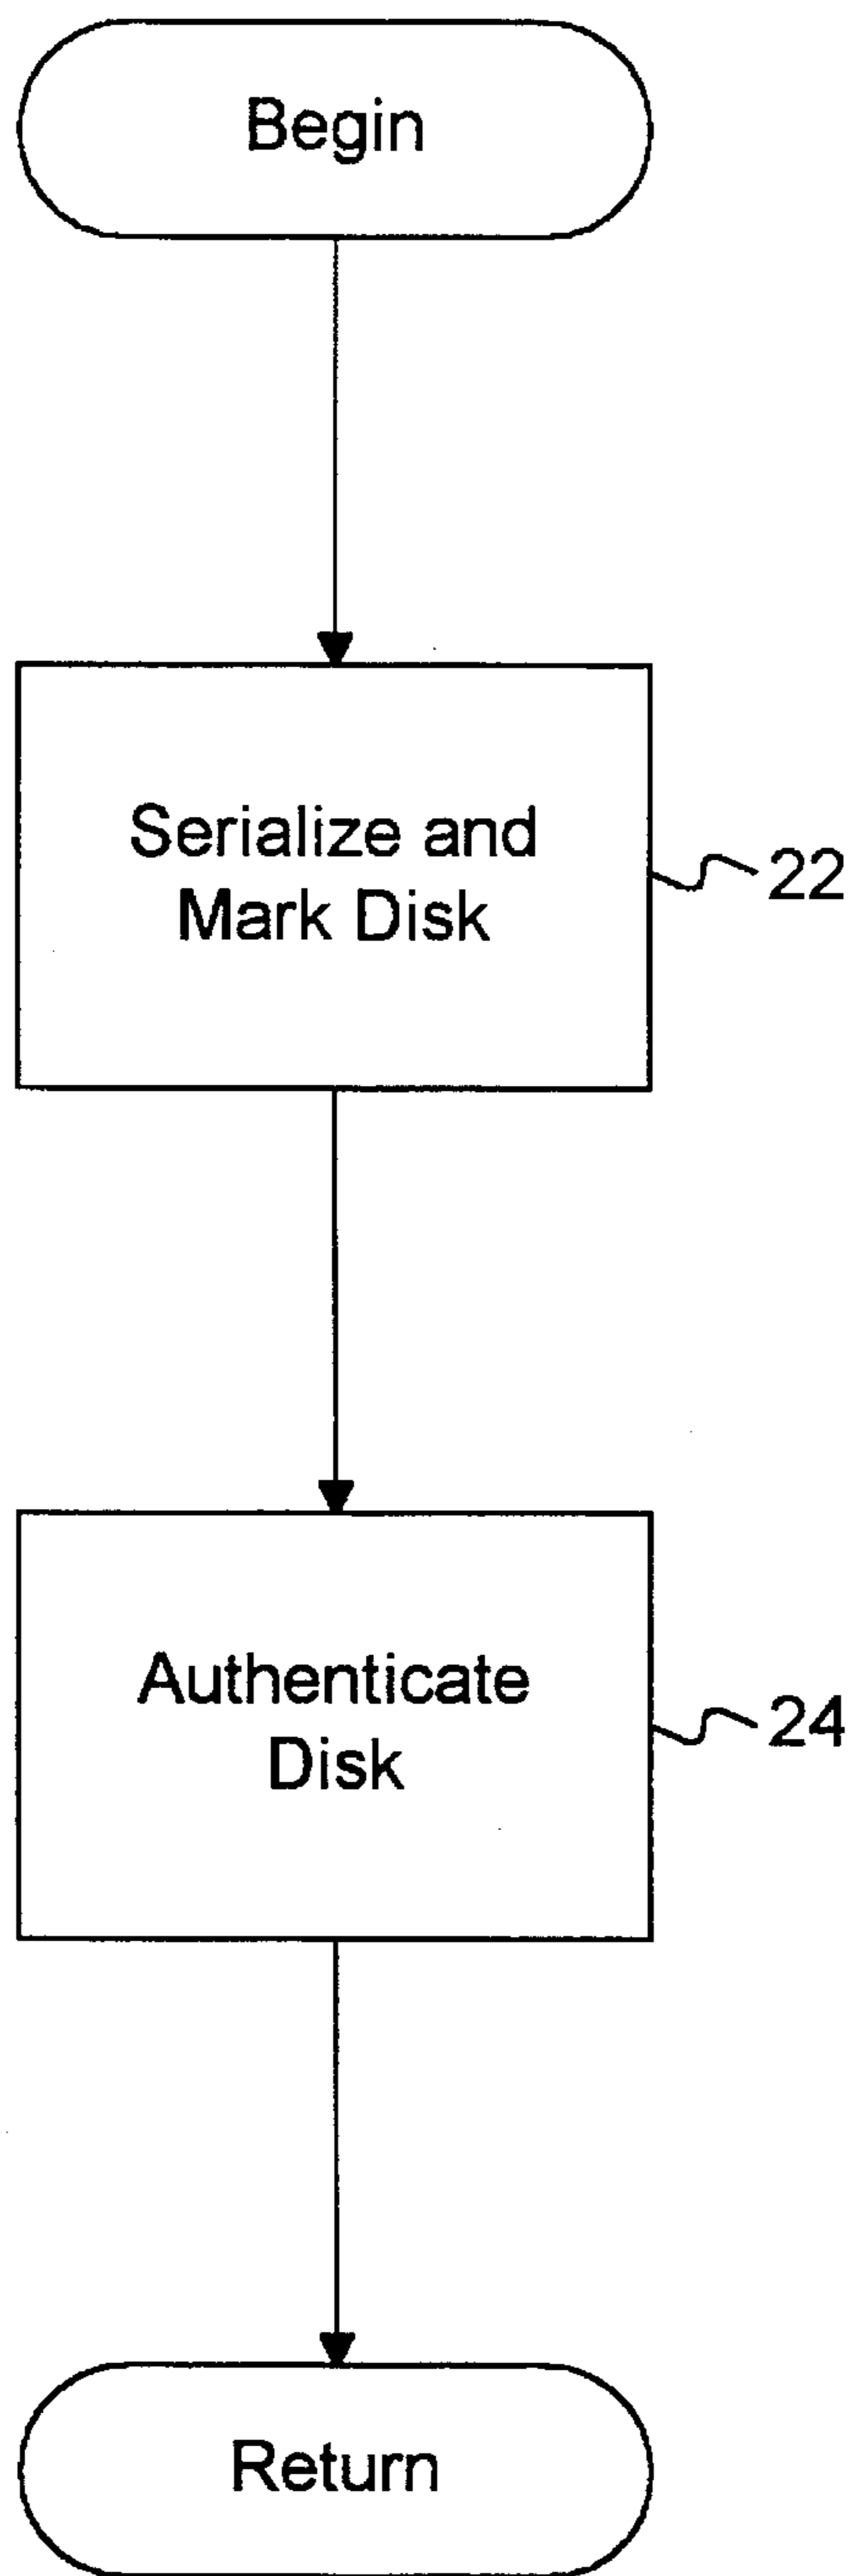 Begin
Serialize and
Mark Disk
22
Authenticate
Disk
24
Return